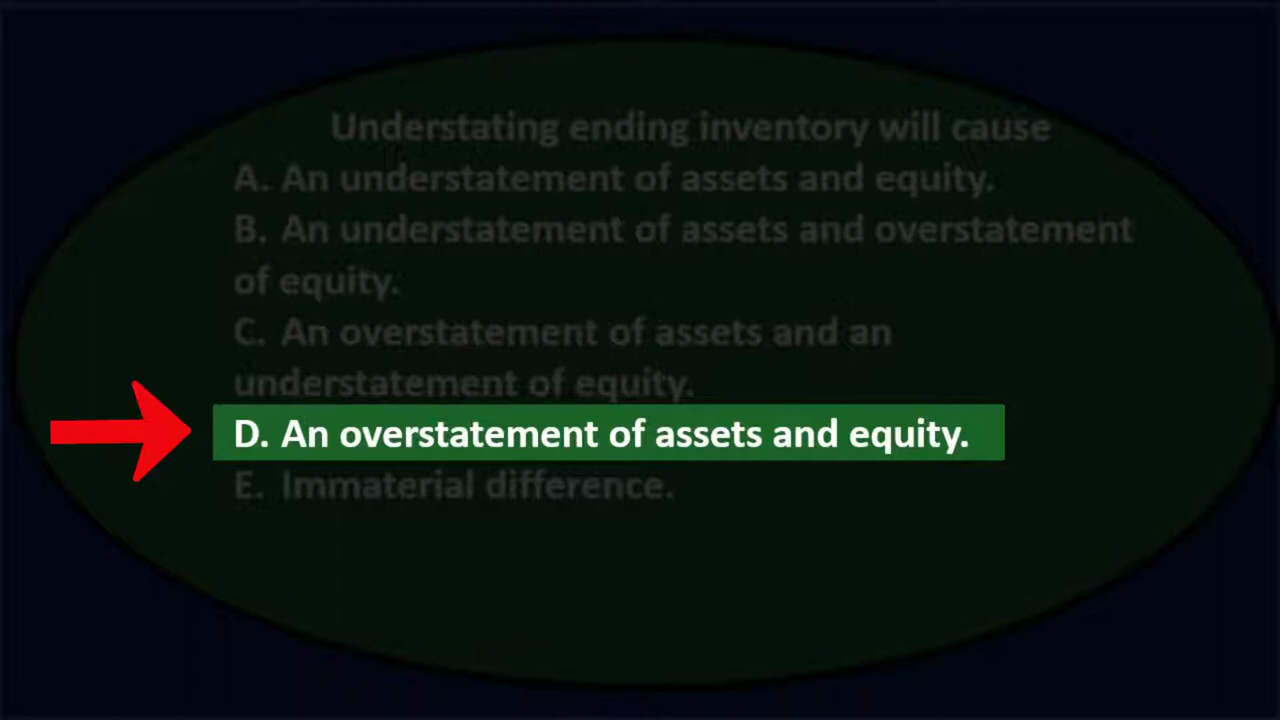 Understating ending inventory will cause
A. An understatement of assets and equity.
B. An understatement of assets and overstatement
of equity.
C. An overstatement of assets and an
understatement of equity.
D. An overstatement of assets and equity.
E. Immaterial difference.